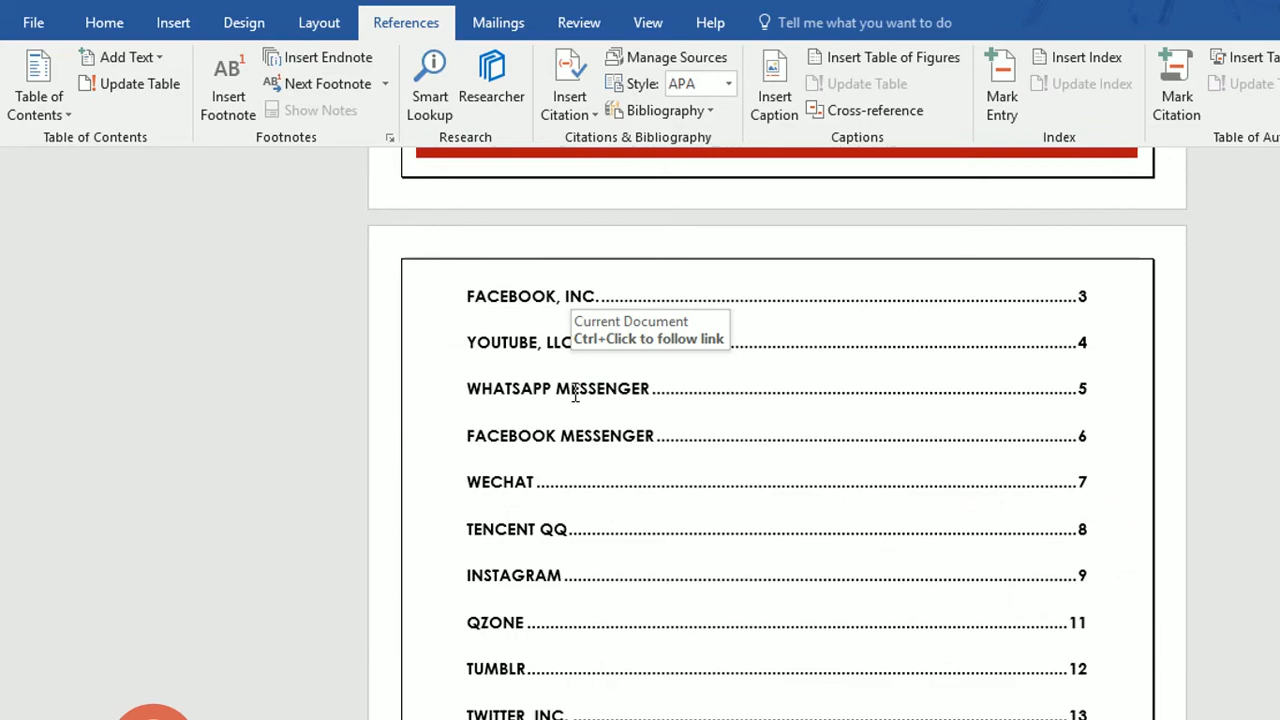 File Home Insert Design Layout References Mailings Review View Help Tell me what you want to do
Table of Contents
Add Text
Update Table
Table of Contents
AB1
Insert Footnote
Insert Endnote
Next Footnote
Show Notes
Footnotes
Smart Lookup
Researcher
Research
Insert Citation
Manage Sources
Style: APA
Bibliography
Citations & Bibliography
Insert Caption
Insert Table of Figures
Update Table
Cross-reference
Captions
Mark Entry
Insert Index
Update Index
Index
Mark Citation
Insert Ta
Update
Table of Au
FACEBOOK, INC. 3
Current Document
Ctrl+Click to follow link
YOUTUBE, LLC 4
WHATSAPP MESSENGER 5
FACEBOOK MESSENGER 6
WECHAT 7
TENCENT QQ 8
INSTAGRAM 9
QZONE 11
TUMBLR 12
TWITTER, INC. 13